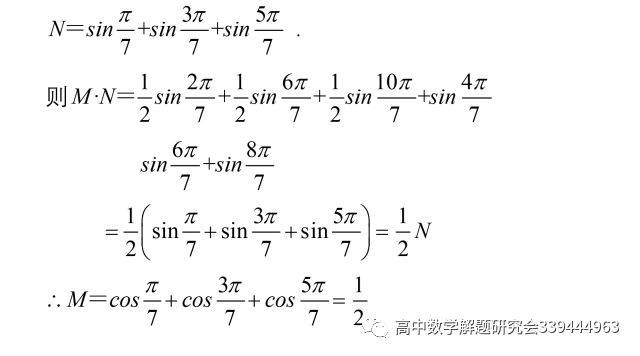 N=sin π/7+sin 3π/7+sin 5π/7 .
则 M·N=1/2 sin 2π/7+1/2 sin 6π/7+1/2 sin 10π/7+sin 4π/7
sin 6π/7+sin 8π/7
=1/2(sin π/7+sin 3π/7+sin 5π/7)=1/2 N
∴ M=cos π/7+cos 3π/7+cos 5π/7=1/2
高中数学解题研究会339444963